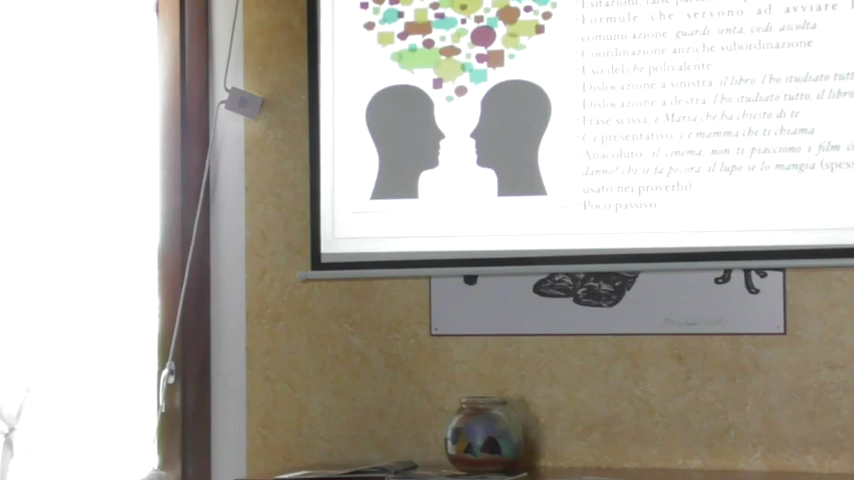 Esitazioni, false
Formule che servono ad avviare
comunicazione: guardi, senta, vedi, ascolta
Coordinazione anziché subordinazione
Uso del che polivalente
Dislocazione a sinistra: il libro, l'ho studiato tutt
Dislocazione a destra: l'ho studiato tutto, il libro
Frase scissa: è Maria che ha chiesto di te
C'è presentativo: c'è mamma che ti chiama
Anacoluto: il cinema, non ti piacciono i film
chi si fa pecora, il lupo se lo mangia (spess
usato nei proverbi)
Poco passivo